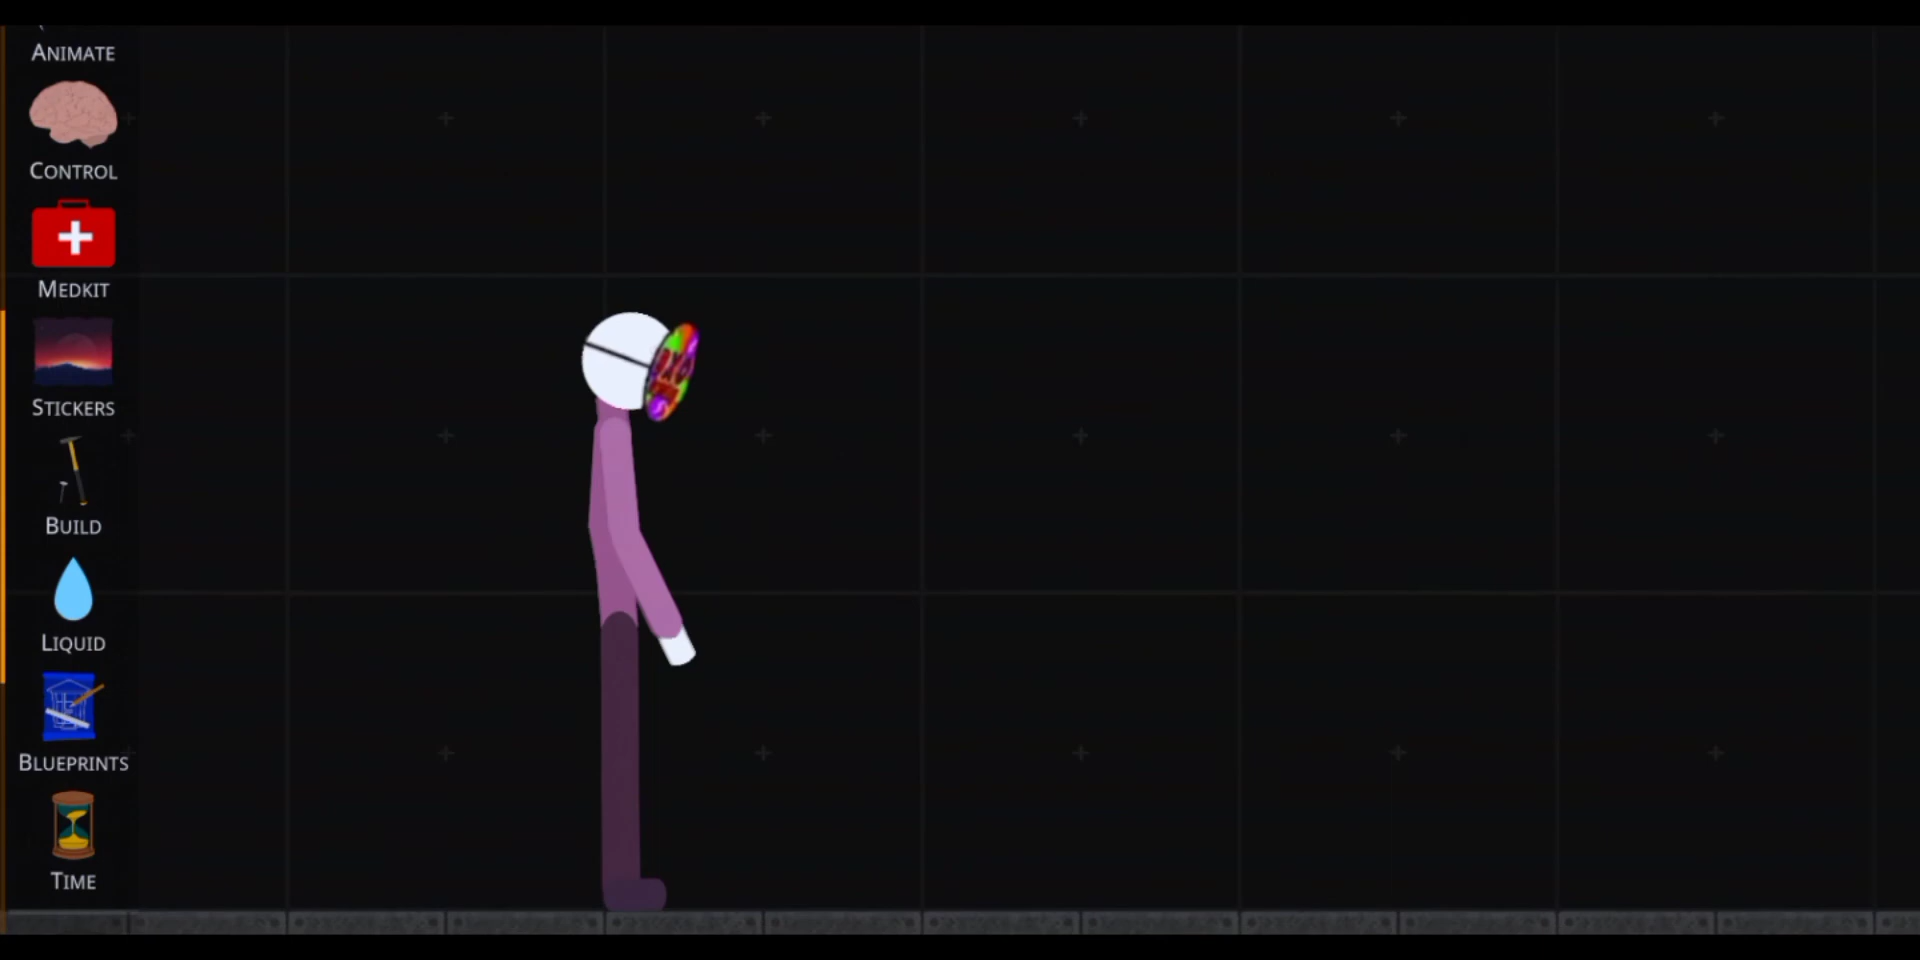 ANIMATE
CONTROL
MEDKIT
STICKERS
BUILD
LIQUID
BLUEPRINTS
TIME